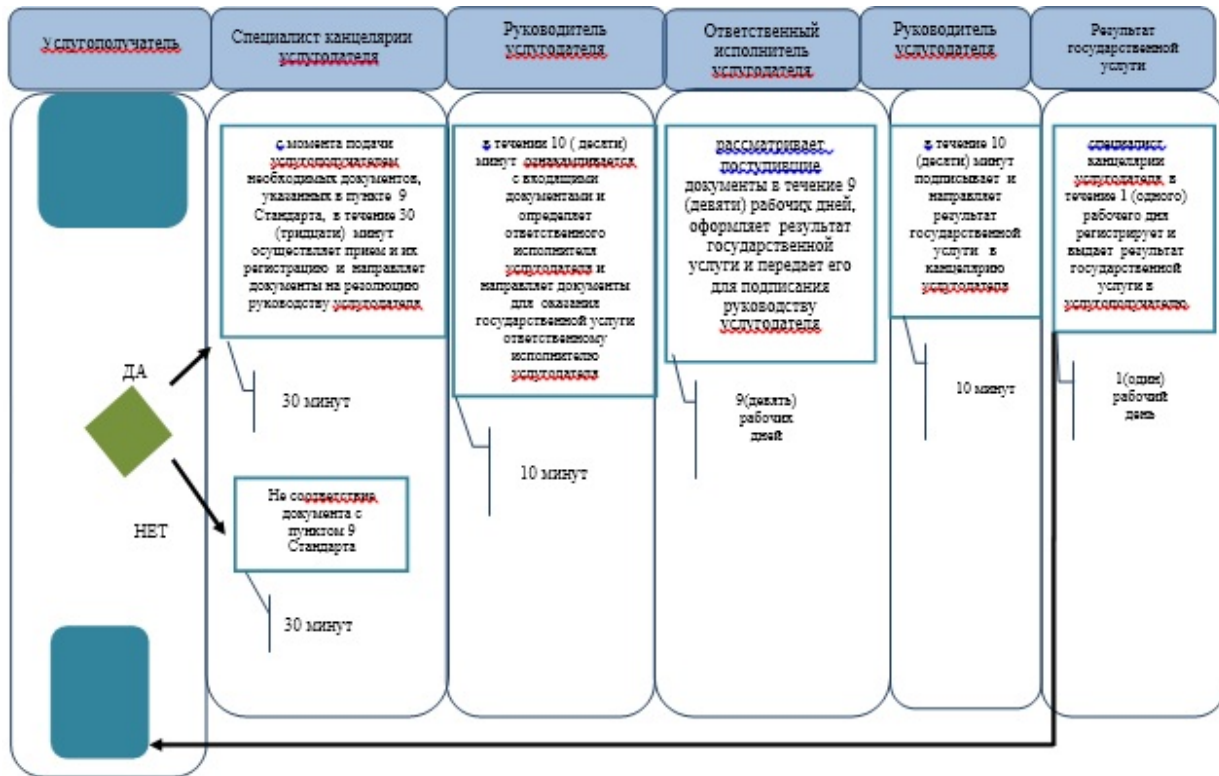 Услугополучатель
Специалист канцелярии
услугодателя
Руководитель
услугодателя
Ответственный
исполнитель
услугодателя
Руководитель
услугодателя
Результат
государственной
услуги
с момента подачи
услугополучателем
необходимых документов,
указанных в пункте 9
Стандарта, в течение 30
(тридцати) минут
осуществляет прием и их
регистрацию и направляет
документы на резолюцию
руководству услугодателя
в течении 10 ( десяти)
минут ознакамливается
с входящими
документами и
определяет
ответственного
исполнителя
услугодателя и
направляет документы
для оказания
государственной услуги
ответственному
исполнителю
услугодателя
рассматривает
поступившие
документы в течение 9
(девяти) рабочих дней,
оформляет результат
государственной
услуги и передает его
для подписания
руководству
услугодателя
в течение 10
(десяти) минут
подписывает и
направляет
результат
государственной
услуги в
канцелярию
услугодателя
специалист
канцелярии
услугодателя в
течение 1 (одного)
рабочего дня
регистрирует и
выдает результат
государственной
услуги в
услугополучателю
ДА
30 минут
10 минут
9(девять)
рабочих
дней
10 минут
1(один)
рабочий
день
НЕТ
Не соответствие
документа с
пунктом 9
Стандарта
30 минут